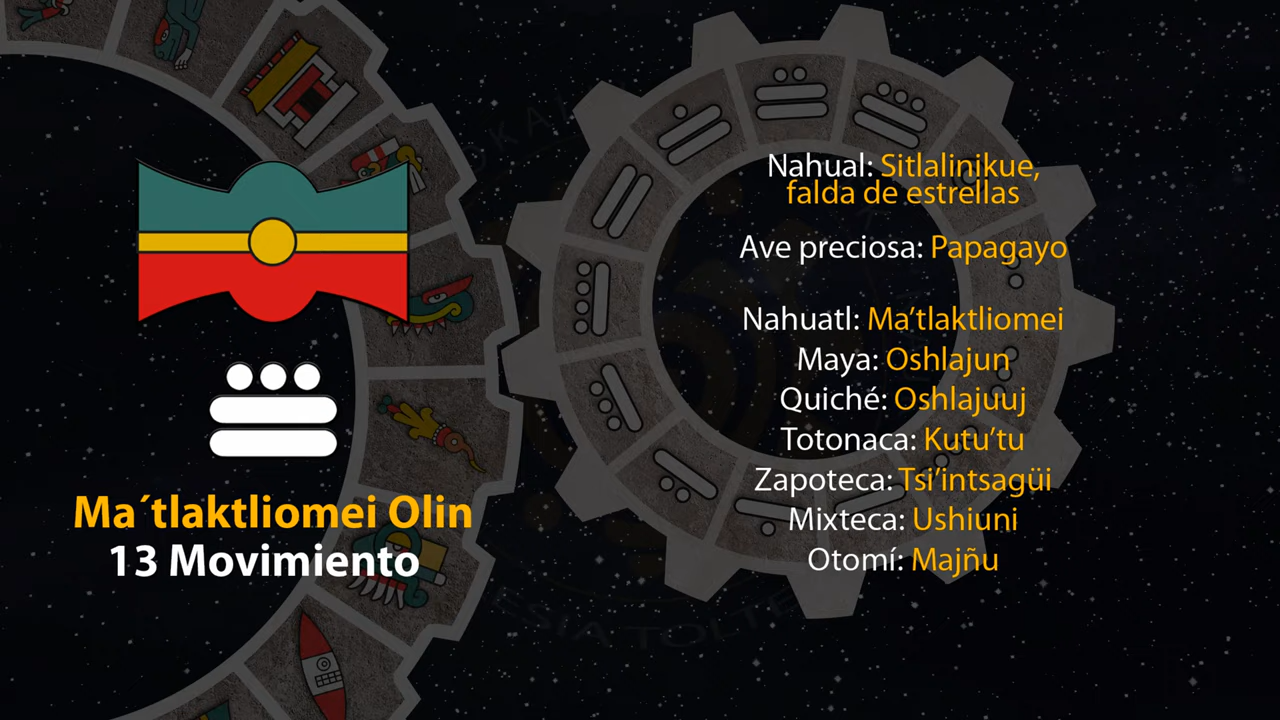 Ma´tlaktliomei Olin
13 Movimiento
Nahual: Sitlalinikue,
falda de estrellas
Ave preciosa: Papagayo
Nahuatl: Ma’tlaktliomei
Maya: Oshlajun
Quiché: Oshlajuuj
Totonaca: Kutu’tu
Zapoteca: Tsi’intsagüi
Mixteca: Ushiuni
Otomí: Majñu